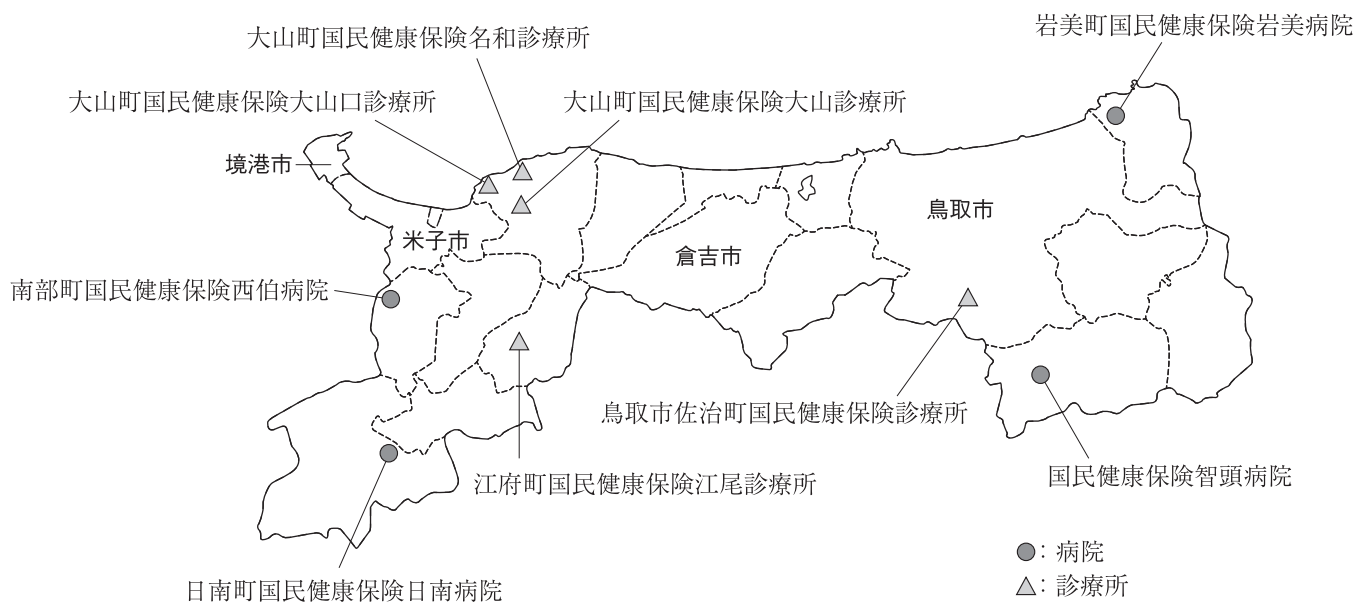 岩美町国民健康保険岩美病院
大山町国民健康保険名和診療所
大山町国民健康保険大山口診療所
大山町国民健康保険大山診療所
境港市
鳥取市
米子市
倉吉市
南部町国民健康保険西伯病院
鳥取市佐治町国民健康保険診療所
国民健康保険智頭病院
江府町国民健康保険江尾診療所
●：病院
▲：診療所
日南町国民健康保険日南病院